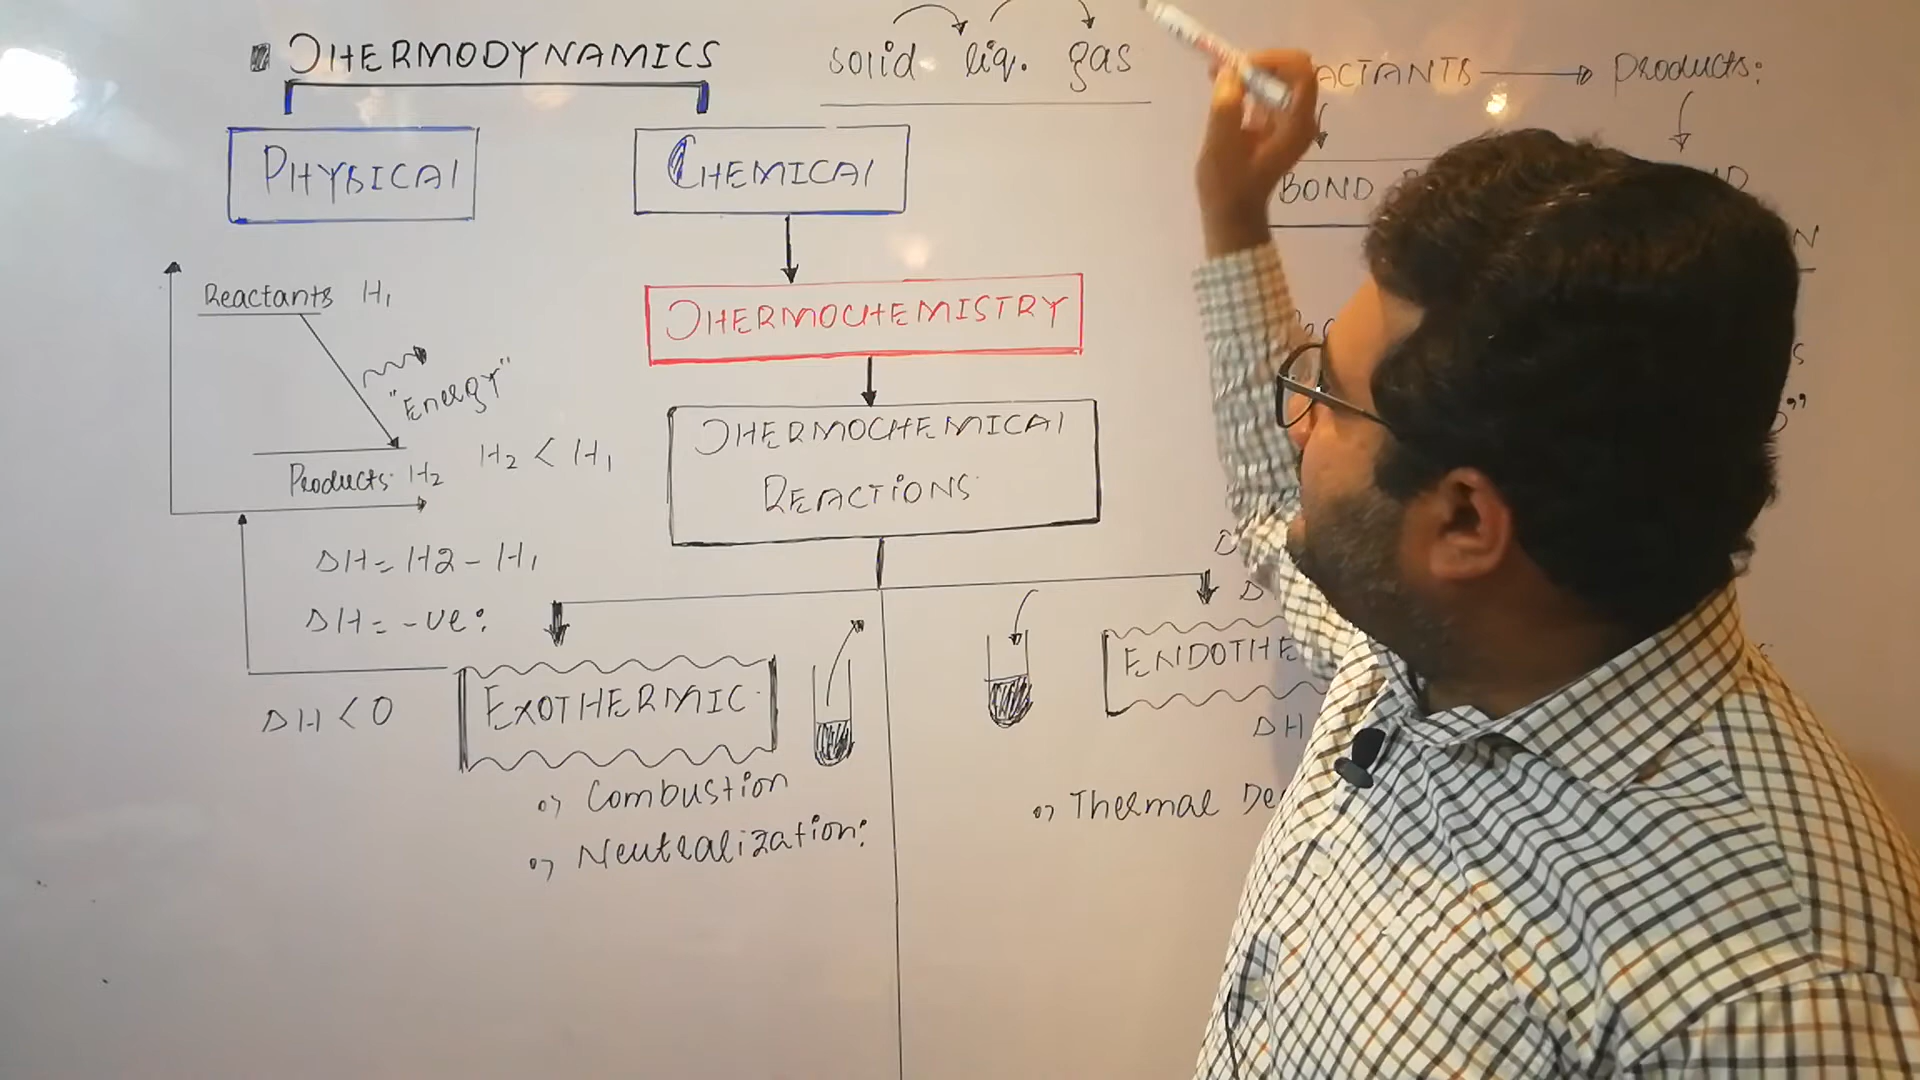 THERMODYNAMICS
solid liq. gas
ACTANTS → Products:
PHYSICAL
CHEMICAL
BOND
Reactants H₁
THERMOCHEMISTRY
"Energy"
Products H₂ H₂ < H₁
THERMOCHEMICAL
REACTIONS
ΔH = H2 - H₁
ΔH = -ve:
EXOTHERMIC
ENDOTHE
ΔH < 0
ΔH
Combustion
Thermal De
Neutralization: